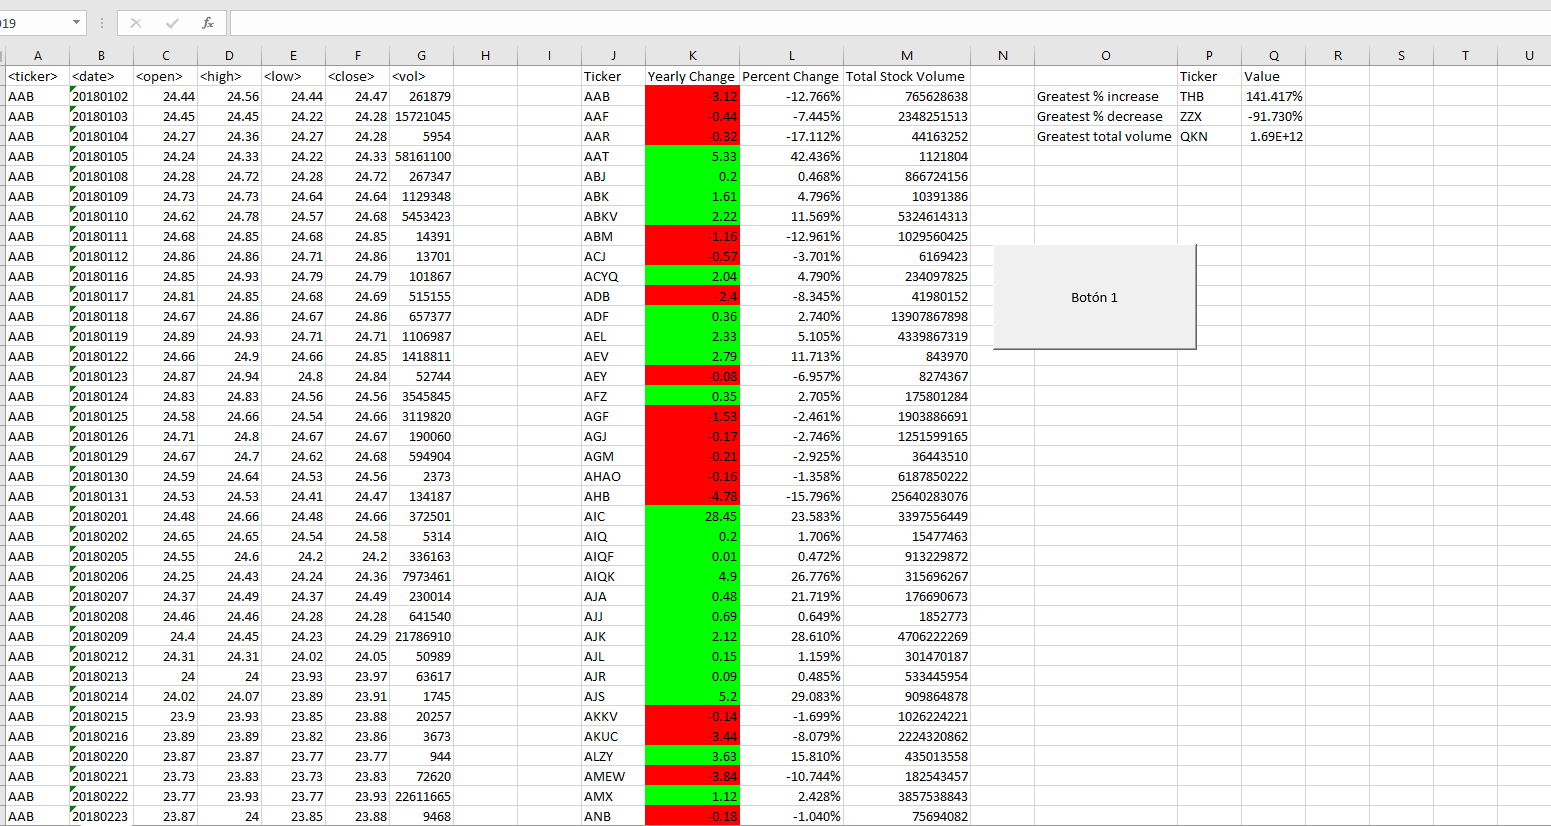 19 fx
A B C D E F G H I J K L M N O P Q R S T U
<ticker> <date> <open> <high> <low> <close> <vol> Ticker Yearly Change Percent Change Total Stock Volume Ticker Value
AAB 20180102 24.44 24.56 24.44 24.47 261879 AAB -3.12 -12.766% 765628638 Greatest % increase THB 141.417%
AAB 20180103 24.45 24.45 24.22 24.28 15721045 AAF -0.44 -7.445% 2348251513 Greatest % decrease ZZX -91.730%
AAB 20180104 24.27 24.36 24.27 24.28 5954 AAR -0.32 -17.112% 44163252 Greatest total volume QKN 1.69E+12
AAB 20180105 24.24 24.33 24.22 24.33 58161100 AAT 5.33 42.436% 1121804
AAB 20180108 24.28 24.72 24.28 24.72 267347 ABJ 0.2 0.468% 866724156
AAB 20180109 24.73 24.73 24.64 24.64 1129348 ABK 1.61 4.796% 10391386
AAB 20180110 24.62 24.78 24.57 24.68 5453423 ABKV 2.22 11.569% 5324614313
AAB 20180111 24.68 24.85 24.68 24.85 14391 ABM -1.16 -12.961% 1029560425
AAB 20180112 24.86 24.86 24.71 24.86 13701 ACJ -0.57 -3.701% 6169423
AAB 20180116 24.85 24.93 24.79 24.79 101867 ACYQ 2.04 4.790% 234097825
AAB 20180117 24.81 24.85 24.68 24.69 515155 ADB -2.4 -8.345% 41980152 Botón 1
AAB 20180118 24.67 24.86 24.67 24.86 657377 ADF 0.36 2.740% 13907867898
AAB 20180119 24.89 24.93 24.71 24.71 1106987 AEL 2.33 5.105% 4339867319
AAB 20180122 24.66 24.9 24.66 24.85 1418811 AEV 2.79 11.713% 843970
AAB 20180123 24.87 24.94 24.8 24.84 52744 AEY -0.08 -6.957% 8274367
AAB 20180124 24.83 24.83 24.56 24.56 3545845 AFZ 0.35 2.705% 175801284
AAB 20180125 24.58 24.66 24.54 24.66 3119820 AGF -1.53 -2.461% 1903886691
AAB 20180126 24.71 24.8 24.67 24.67 190060 AGJ -0.17 -2.746% 1251599165
AAB 20180129 24.67 24.7 24.62 24.68 594904 AGM -0.21 -2.925% 36443510
AAB 20180130 24.59 24.64 24.53 24.56 2373 AHAO -0.16 -1.358% 6187850222
AAB 20180131 24.53 24.53 24.41 24.47 134187 AHB -4.78 -15.796% 25640283076
AAB 20180201 24.48 24.66 24.48 24.66 372501 AIC 28.45 23.583% 3397556449
AAB 20180202 24.65 24.65 24.54 24.58 5314 AIQ 0.2 1.706% 15477463
AAB 20180205 24.55 24.6 24.2 24.2 336163 AIQF 0.01 0.472% 913229872
AAB 20180206 24.25 24.43 24.24 24.36 7973461 AIQK 4.9 26.776% 315696267
AAB 20180207 24.37 24.49 24.37 24.49 230014 AJA 0.48 21.719% 176690673
AAB 20180208 24.46 24.46 24.28 24.28 641540 AJJ 0.69 0.649% 1852773
AAB 20180209 24.4 24.45 24.23 24.29 21786910 AJK 2.12 28.610% 4706222269
AAB 20180212 24.31 24.31 24.02 24.05 50989 AJL 0.15 1.159% 301470187
AAB 20180213 24 24 23.93 23.97 63617 AJR 0.09 0.485% 533445954
AAB 20180214 24.02 24.07 23.89 23.91 1745 AJS 5.2 29.083% 909864878
AAB 20180215 23.9 23.93 23.85 23.88 20257 AKKV -0.14 -1.699% 1026224221
AAB 20180216 23.89 23.89 23.82 23.86 3673 AKUC -3.44 -8.079% 2224320862
AAB 20180220 23.87 23.87 23.77 23.77 944 ALZY 3.63 15.810% 435013558
AAB 20180221 23.73 23.83 23.73 23.83 72620 AMEW -3.84 -10.744% 182543457
AAB 20180222 23.77 23.93 23.77 23.93 22611665 AMX 1.12 2.428% 3857538843
AAB 20180223 23.87 24 23.85 23.88 9468 ANB -0.18 -1.040% 75694082